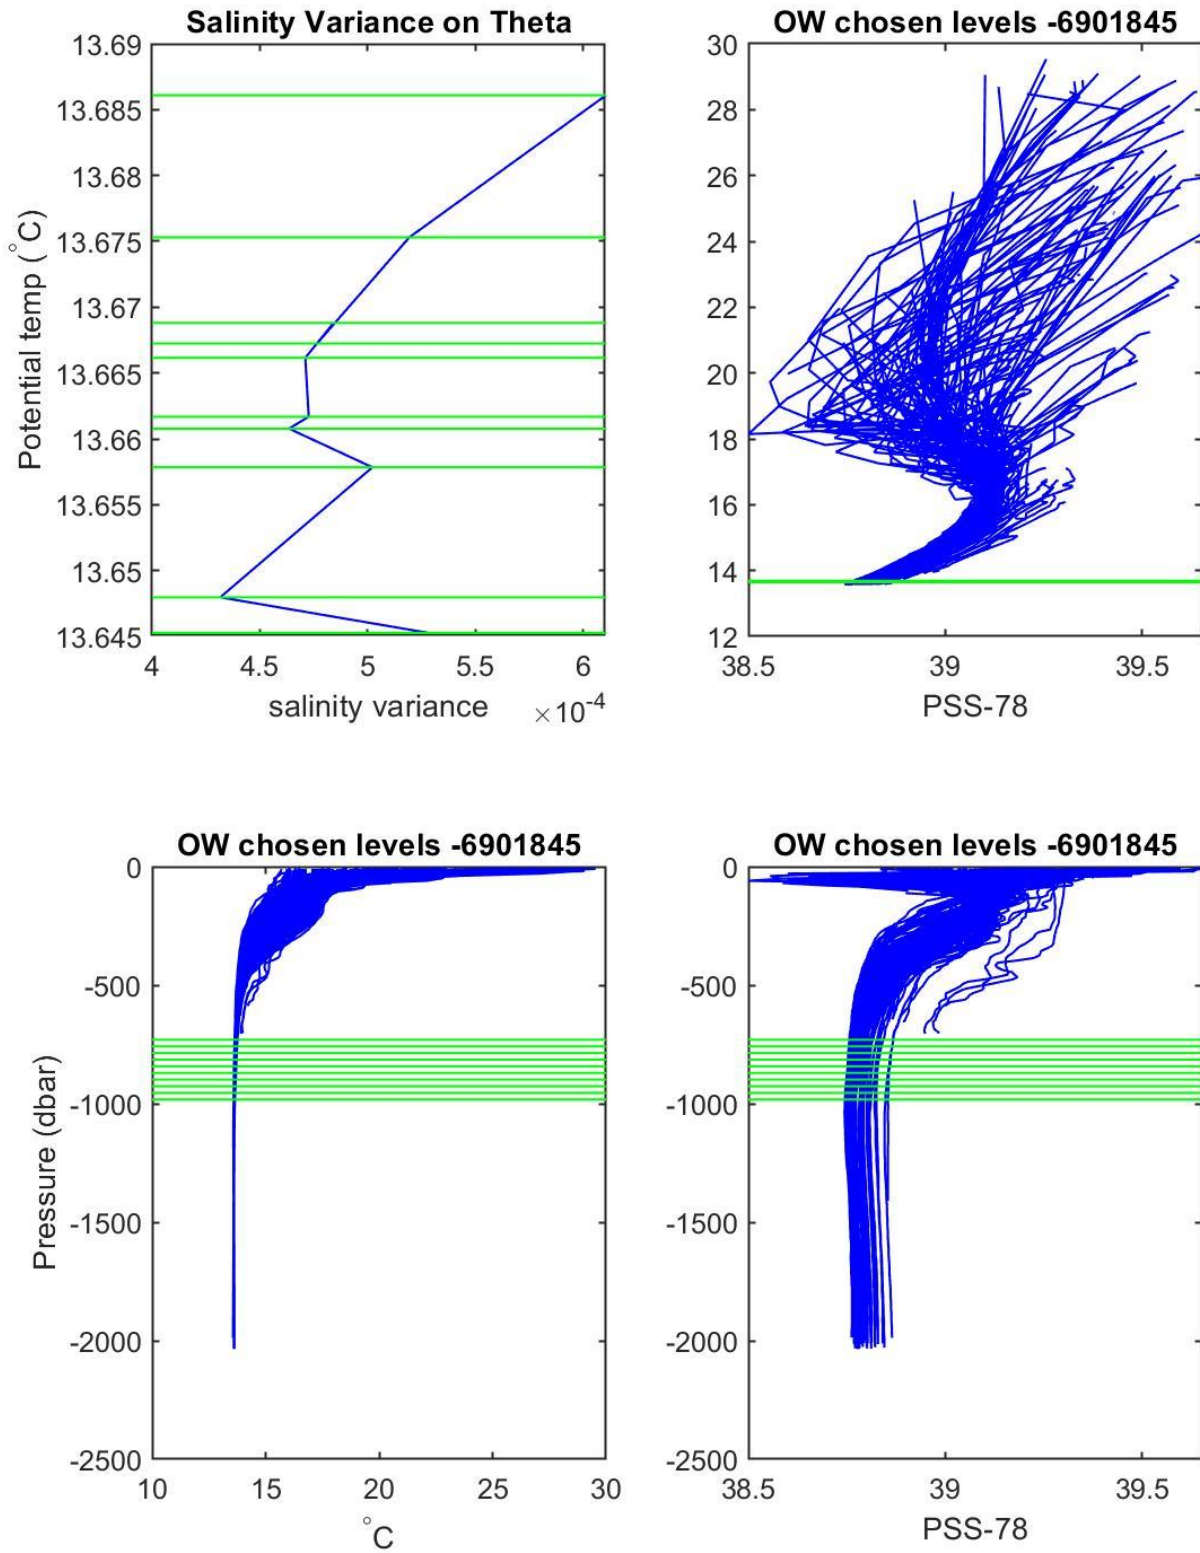 Salinity Variance on Theta
13.69
13.685
13.68
13.675
13.67
13.665
13.66
13.655
13.65
13.645
Potential temp (°C)
4 4.5 5 5.5 6
salinity variance ×10-4
OW chosen levels -6901845
30
28
26
24
22
20
18
16
14
12
38.5 39 39.5
PSS-78
OW chosen levels -6901845
0
-500
-1000
-1500
-2000
-2500
Pressure (dbar)
10 15 20 25 30
°C
OW chosen levels -6901845
0
-500
-1000
-1500
-2000
-2500
38.5 39 39.5
PSS-78